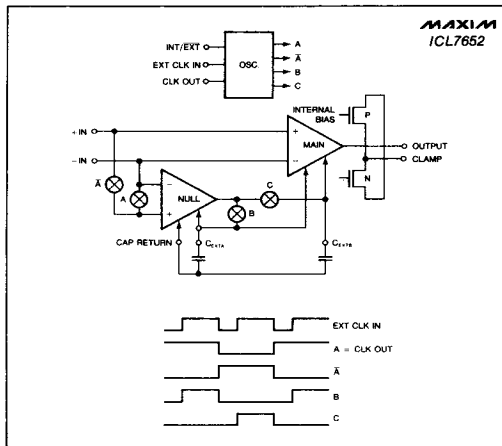 MAXIM
ICL7652
INT/EXT
EXT CLK IN
CLK OUT
OSC.
A
A̅
B
C
INTERNAL
BIAS
P
+IN
−IN
+
−
MAIN
OUTPUT
CLAMP
N
A̅
A
−
+
NULL
C
B
CAP RETURN
CEXTA
CEXTB
EXT CLK IN
A = CLK OUT
A̅
B
C